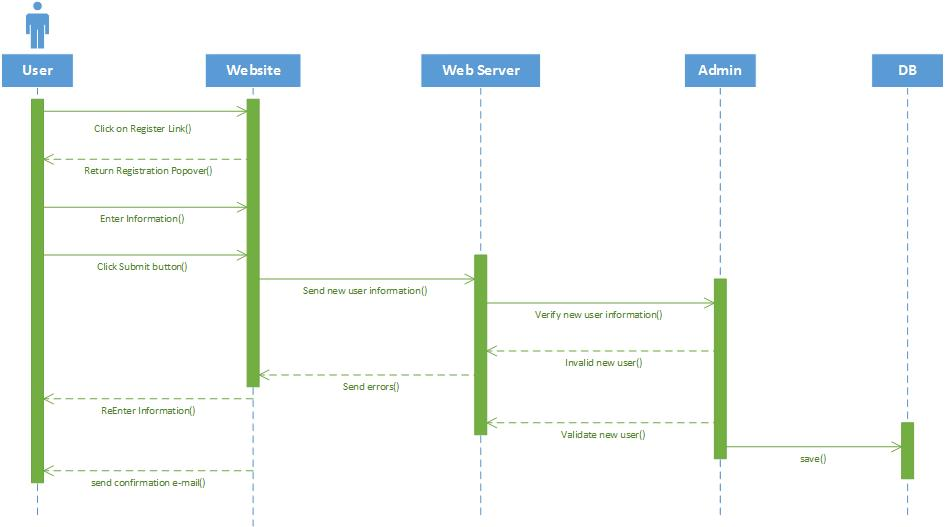 User
Website
Web Server
Admin
DB
Click on Register Link()
Return Registration Popover()
Enter Information()
Click Submit button()
Send new user information()
Verify new user information()
Invalid new user()
Send errors()
ReEnter Information()
Validate new user()
save()
send confirmation e-mail()